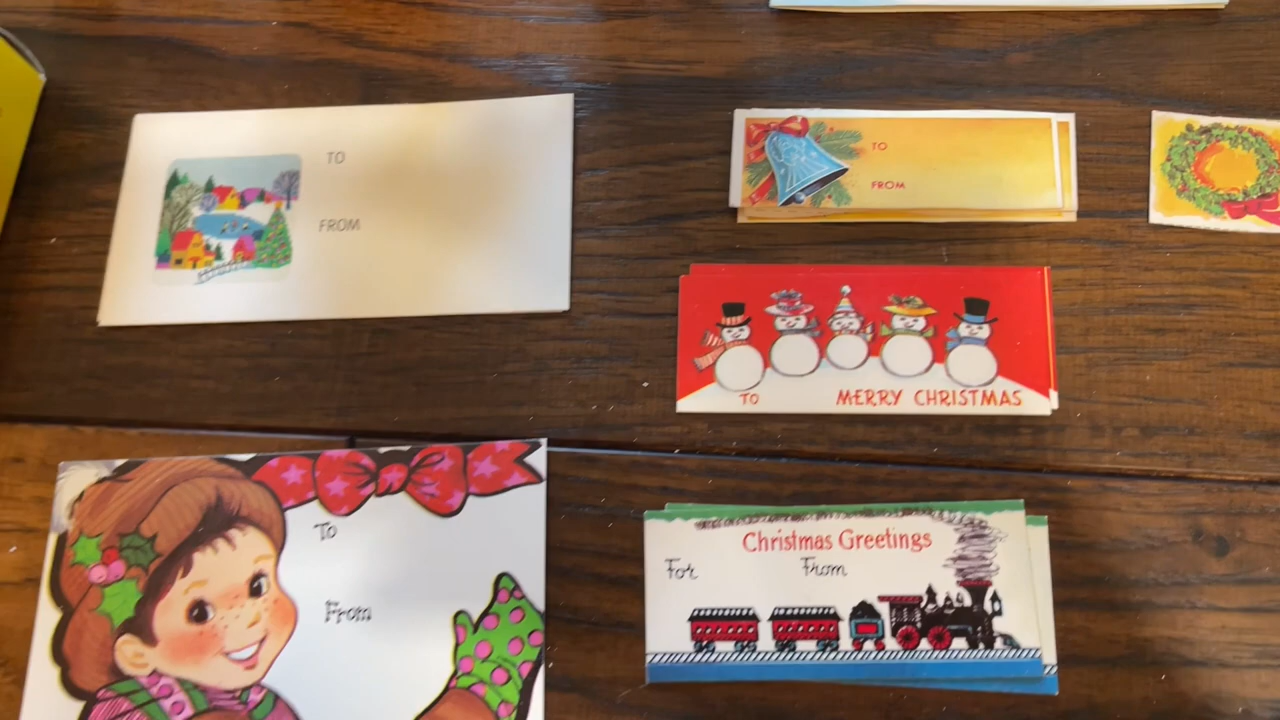 TO
FROM
TO
FROM
TO MERRY CHRISTMAS
To
From
Christmas Greetings
For From